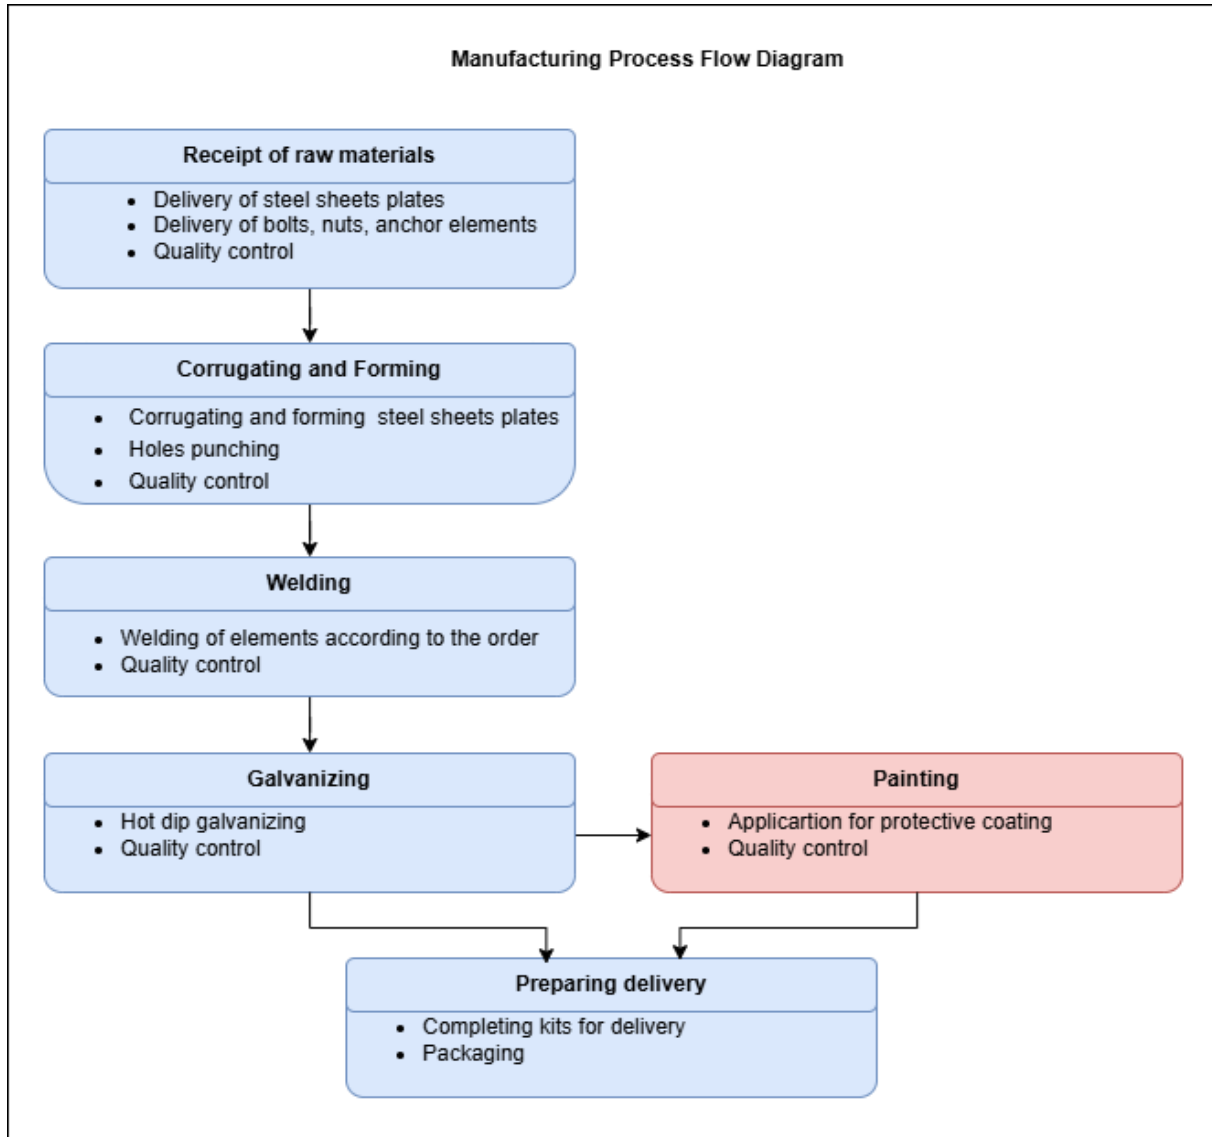 Manufacturing Process Flow Diagram
Receipt of raw materials
• Delivery of steel sheets plates
• Delivery of bolts, nuts, anchor elements
• Quality control
Corrugating and Forming
• Corrugating and forming steel sheets plates
• Holes punching
• Quality control
Welding
• Welding of elements according to the order
• Quality control
Galvanizing
• Hot dip galvanizing
• Quality control
Painting
• Applicartion for protective coating
• Quality control
Preparing delivery
• Completing kits for delivery
• Packaging